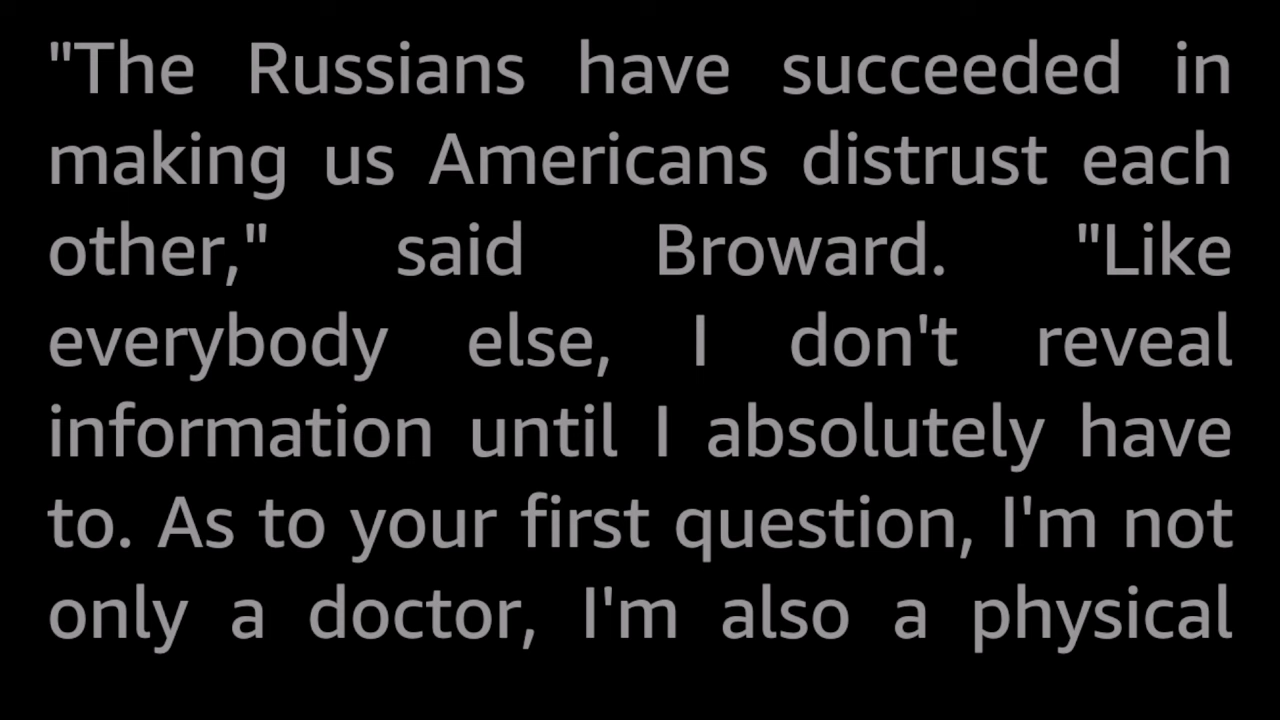 "The Russians have succeeded in
making us Americans distrust each
other," said Broward. "Like
everybody else, I don't reveal
information until I absolutely have
to. As to your first question, I'm not
only a doctor, I'm also a physical